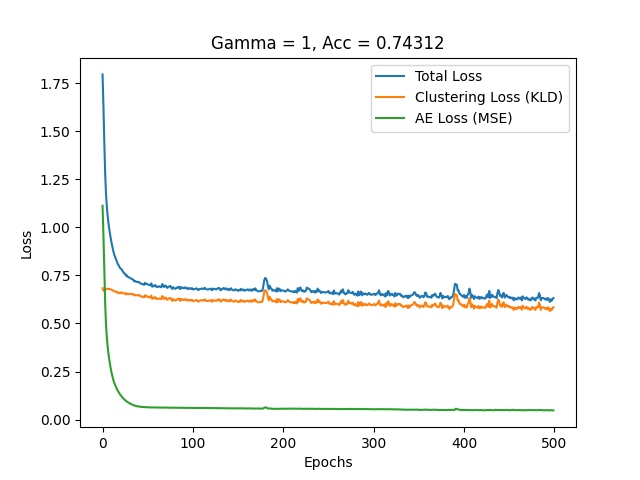 Gamma = 1, Acc = 0.74312
Total Loss
Clustering Loss (KLD)
AE Loss (MSE)
Loss
1.75
1.50
1.25
1.00
0.75
0.50
0.25
0.00
0 100 200 300 400 500
Epochs